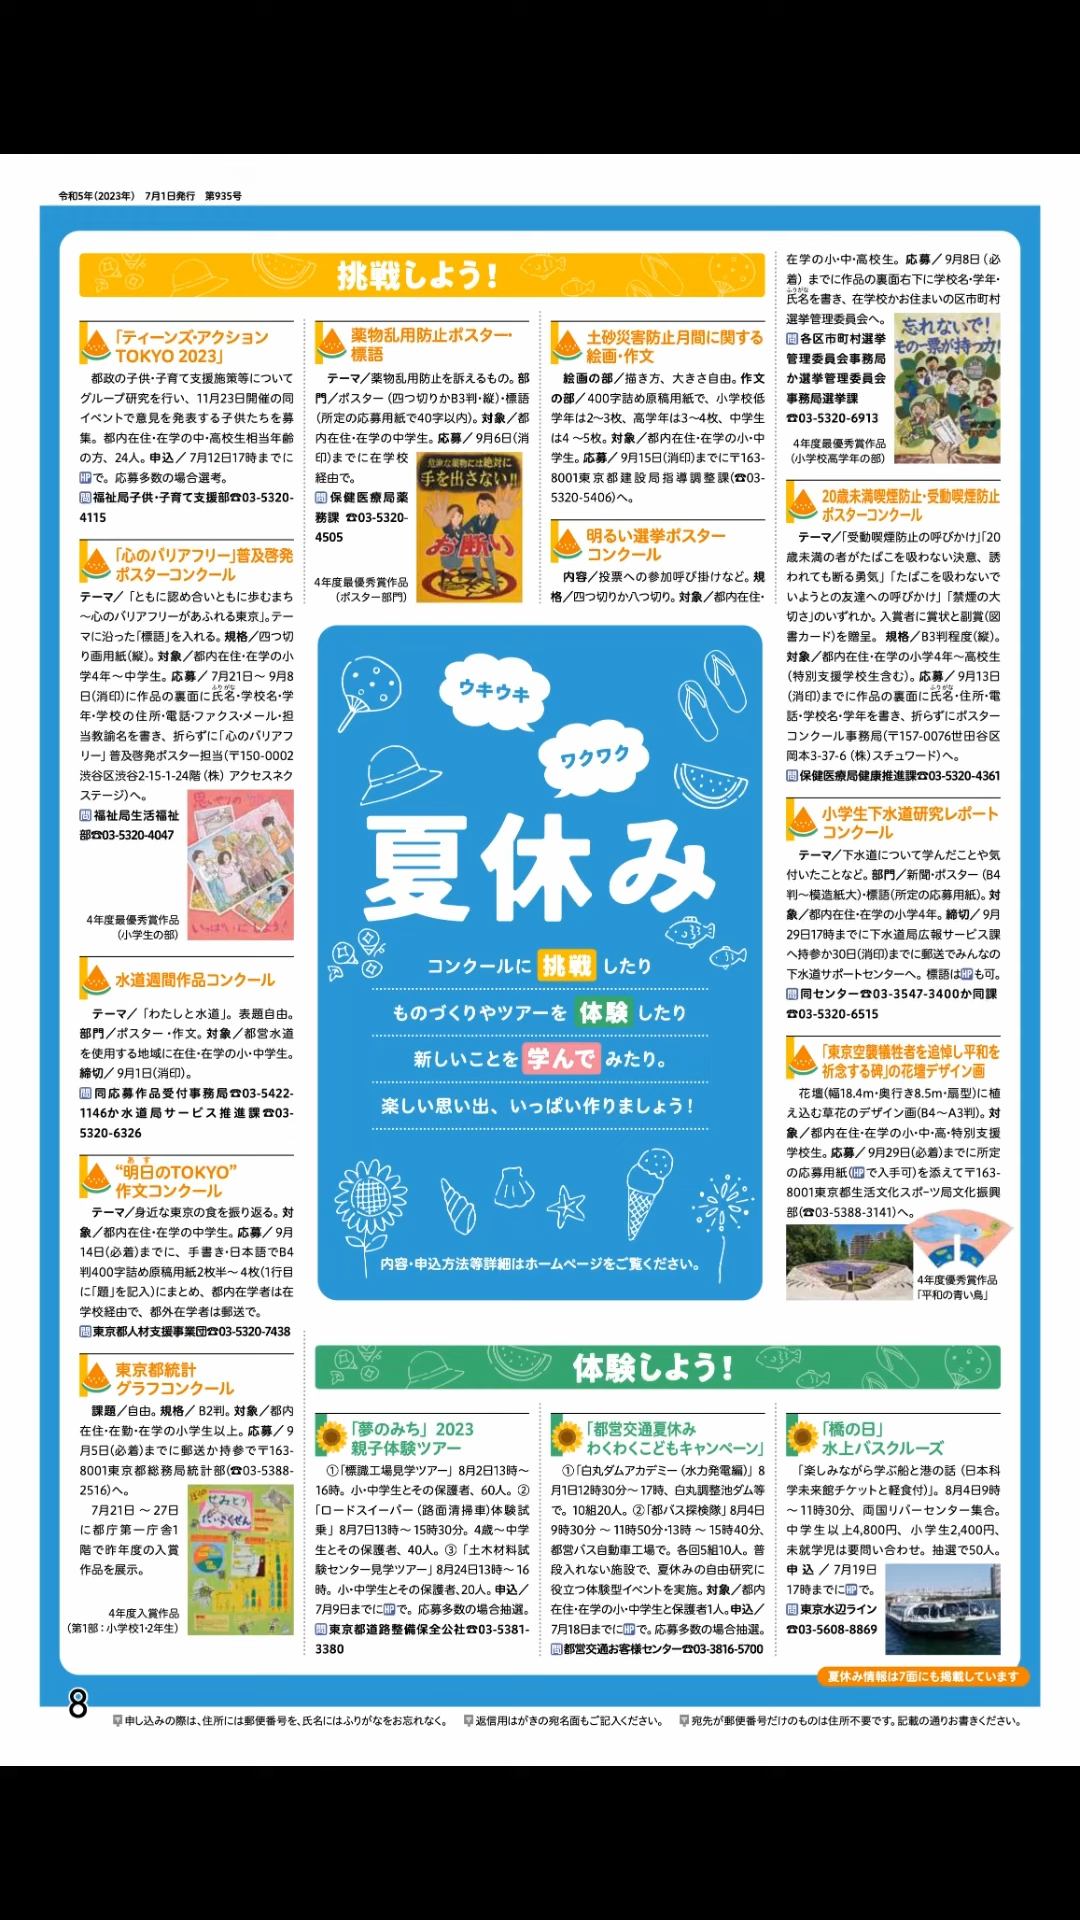 令和5年(2023年) 7月1日発行 第935号
挑戦しよう!
「ティーンズ・アクション
TOKYO 2023」
都政の子供・子育て支援施策等について
グループ研究を行い、11月23日開催の同
イベントで意見を発表する子供たちを募
集。都内在住・在学の中・高校生相当年齢
の方、24人。申込/7月12日17時までに
HPで。応募多数の場合選考。
問福祉局子供・子育て支援部☎03-5320-
4115
「心のバリアフリー」普及啓発
ポスターコンクール
テーマ/「ともに認め合いともに歩むまち
~心のバリアフリーがあふれる東京」。テー
マに沿った「標語」を入れる。規格/四つ切
り画用紙(縦)。対象/都内在住・在学の小
学4年~中学生。応募/7月21日~9月8
日(消印)に作品の裏面に氏名・学校名・学
ふりがな
年・学校の住所・電話・ファクス・メール・担
当教諭名を書き、折らずに「心のバリアフ
リー」普及啓発ポスター担当(〒150-0002
渋谷区渋谷2-15-1-24階(株)アクセスネク
ステージ)へ。
問福祉局生活福祉
部☎03-5320-4047
4年度最優秀賞作品
(小学生の部)
水道週間作品コンクール
テーマ/「わたしと水道」。表題自由。
部門/ポスター・作文。対象/都営水道
を使用する地域に在住・在学の小・中学生。
締切/9月1日(消印)。
問同応募作品受付事務局☎03-5422-
1146か水道局サービス推進課☎03-
5320-6326
あす
“明日のTOKYO”
作文コンクール
テーマ/身近な東京の食を振り返る。対
象/都内在住・在学の中学生。応募/9月
14日(必着)までに、手書き・日本語でB4
判400字詰め原稿用紙2枚半~4枚(1行目
に「題」を記入)にまとめ、都内在学者は在
学校経由で、都外在学者は郵送で。
問東京都人材支援事業団☎03-5320-7438
東京都統計
グラフコンクール
課題/自由。規格/B2判。対象/都内
在住・在勤・在学の小学生以上。応募/9
月5日(必着)までに郵送か持参で〒163-
8001東京都総務局統計部(☎03-5388-
2516)へ。
7月21日~27日
に都庁第一庁舎1
階で昨年度の入賞
作品を展示。
4年度入賞作品
(第1部:小学校1・2年生)
薬物乱用防止ポスター・
標語
テーマ/薬物乱用防止を訴えるもの。部
門/ポスター(四つ切りかB3判・縦)・標語
(所定の応募用紙で40字以内)。対象/都
内在住・在学の中学生。応募/9月6日(消
印)までに在学校
経由で。
問保健医療局薬
務課☎03-5320-
4505
4年度最優秀賞作品
(ポスター部門)
危険な薬物には絶対に
手を出さない!!
お断り
土砂災害防止月間に関する
絵画・作文
絵画の部/描き方、大きさ自由。作文
の部/400字詰め原稿用紙で、小学校低
学年は2~3枚、高学年は3~4枚、中学生
は4~5枚。対象/都内在住・在学の小・中
学生。応募/9月15日(消印)までに〒163-
8001東京都建設局指導調整課(☎03-
5320-5406)へ。
明るい選挙ポスター
コンクール
内容/投票への参加呼び掛けなど。規
格/四つ切りか八つ切り。対象/都内在住・
在学の小・中・高校生。応募/9月8日(必
着)までに作品の裏面右下に学校名・学年・
ふりがな
氏名を書き、在学校かお住まいの区市町村
選挙管理委員会へ。
問各区市町村選挙
管理委員会事務局
か選挙管理委員会
事務局選挙課
☎03-5320-6913
4年度最優秀賞作品
(小学校高学年の部)
忘れないで!
その一票が持つ力!
20歳未満喫煙防止・受動喫煙防止
ポスターコンクール
テーマ/「受動喫煙防止の呼びかけ」「20
歳未満の者がたばこを吸わない決意、誘
われても断る勇気」「たばこを吸わないで
いようとの友達への呼びかけ」「禁煙の大
切さ」のいずれか。入賞者に賞状と副賞(図
書カード)を贈呈。規格/B3判程度(縦)。
対象/都内在住・在学の小学4年~高校生
(特別支援学校生含む)。応募/9月13日
ふりがな
(消印)までに作品の裏面に氏名・住所・電
話・学校名・学年を書き、折らずにポスター
コンクール事務局(〒157-0076世田谷区
岡本3-37-6(株)スチュワード)へ。
問保健医療局健康推進課☎03-5320-4361
小学生下水道研究レポート
コンクール
テーマ/下水道について学んだことや気
付いたことなど。部門/新聞・ポスター(B4
判~模造紙大)・標語(所定の応募用紙)。対
象/都内在住・在学の小学4年。締切/9月
29日17時までに下水道局広報サービス課
へ持参か30日(消印)までに郵送でみんなの
下水道サポートセンターへ。標語はHPも可。
問同センター☎03-3547-3400か同課
☎03-5320-6515
「東京空襲犠牲者を追悼し平和を
祈念する碑」の花壇デザイン画
花壇(幅18.4m・奥行き8.5m・扇型)に植
え込む草花のデザイン画(B4~A3判)。対
象/都内在住・在学の小・中・高・特別支援
学校生。応募/9月29日(必着)までに所定
の応募用紙(HPで入手可)を添えて〒163-
8001東京都生活文化スポーツ局文化振興
部(☎03-5388-3141)へ。
4年度優秀賞作品
「平和の青い鳥」
ウキウキ
ワクワク
夏休み
コンクールに 挑戦 したり
ものづくりやツアーを 体験 したり
新しいことを 学んで みたり。
楽しい思い出、いっぱい作りましょう!
内容・申込方法等詳細はホームページをご覧ください。
体験しよう!
「夢のみち」2023
親子体験ツアー
①「標識工場見学ツアー」8月2日13時~
16時。小・中学生とその保護者、60人。②
「ロードスイーパー(路面清掃車)体験試
乗」8月7日13時~15時30分。4歳~中学
生とその保護者、40人。③「土木材料試
験センター見学ツアー」8月24日13時~16
時。小・中学生とその保護者、20人。申込/
7月9日までにHPで。応募多数の場合抽選。
問東京都道路整備保全公社☎03-5381-
3380
「都営交通夏休み
わくわくこどもキャンペーン」
①「白丸ダムアカデミー(水力発電編)」8
月1日12時30分~17時、白丸調整池ダム等
で。10組20人。②「都バス探検隊」8月4日
9時30分~11時50分・13時~15時40分、
都営バス自動車工場で。各回5組10人。普
段入れない施設で、夏休みの自由研究に
役立つ体験型イベントを実施。対象/都内
在住・在学の小・中学生と保護者1人。申込/
7月18日までにHPで。応募多数の場合抽選。
問都営交通お客様センター☎03-3816-5700
「橋の日」
水上バスクルーズ
「楽しみながら学ぶ船と港の話(日本科
学未来館チケットと軽食付)」。8月4日9時
~11時30分、両国リバーセンター集合。
中学生以上4,800円、小学生2,400円、
未就学児は要問い合わせ。抽選で50人。
申込/7月19日
17時までにHPで。
問東京水辺ライン
☎03-5608-8869
夏休み情報は7面にも掲載しています
8
申し込みの際は、住所には郵便番号を、氏名にはふりがなをお忘れなく。 返信用はがきの宛名面もご記入ください。 宛先が郵便番号だけのものは住所不要です。記載の通りお書きください。